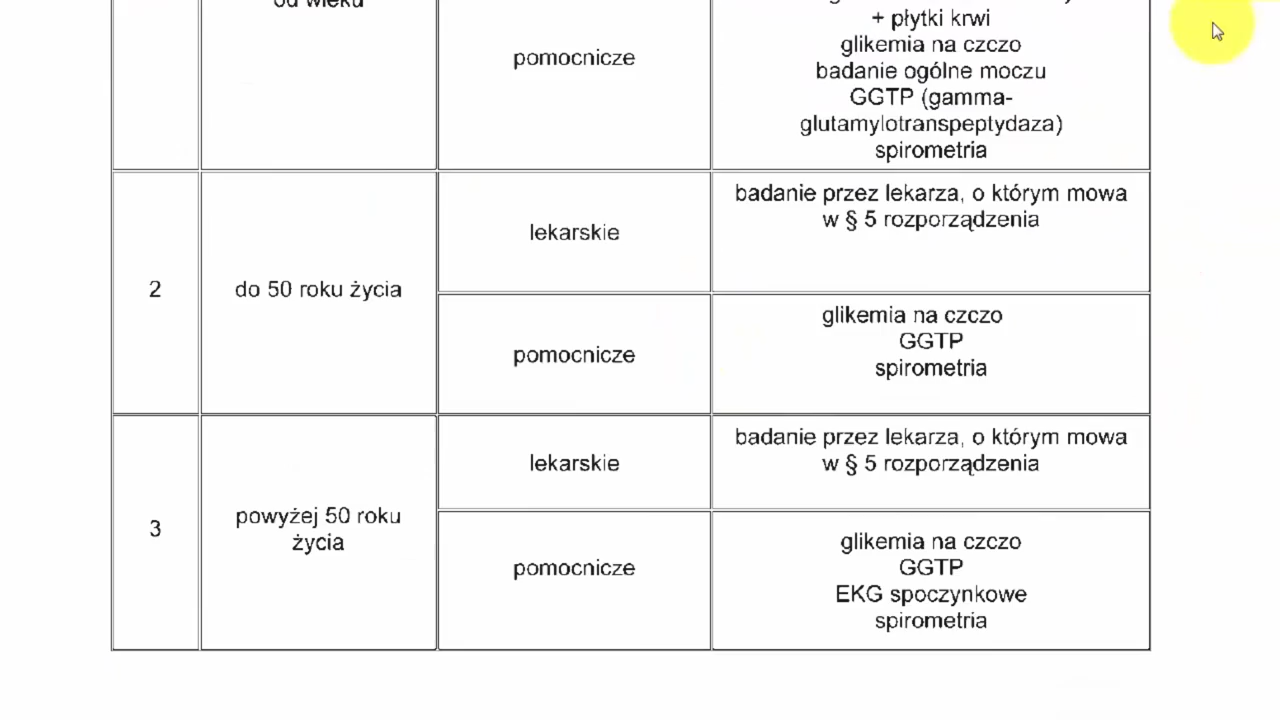 od wieku
pomocnicze
+ płytki krwi
glikemia na czczo
badanie ogólne moczu
GGTP (gamma-
glutamylotranspeptydaza)
spirometria
2
do 50 roku życia
lekarskie
badanie przez lekarza, o którym mowa
w § 5 rozporządzenia
pomocnicze
glikemia na czczo
GGTP
spirometria
3
powyżej 50 roku
życia
lekarskie
badanie przez lekarza, o którym mowa
w § 5 rozporządzenia
pomocnicze
glikemia na czczo
GGTP
EKG spoczynkowe
spirometria